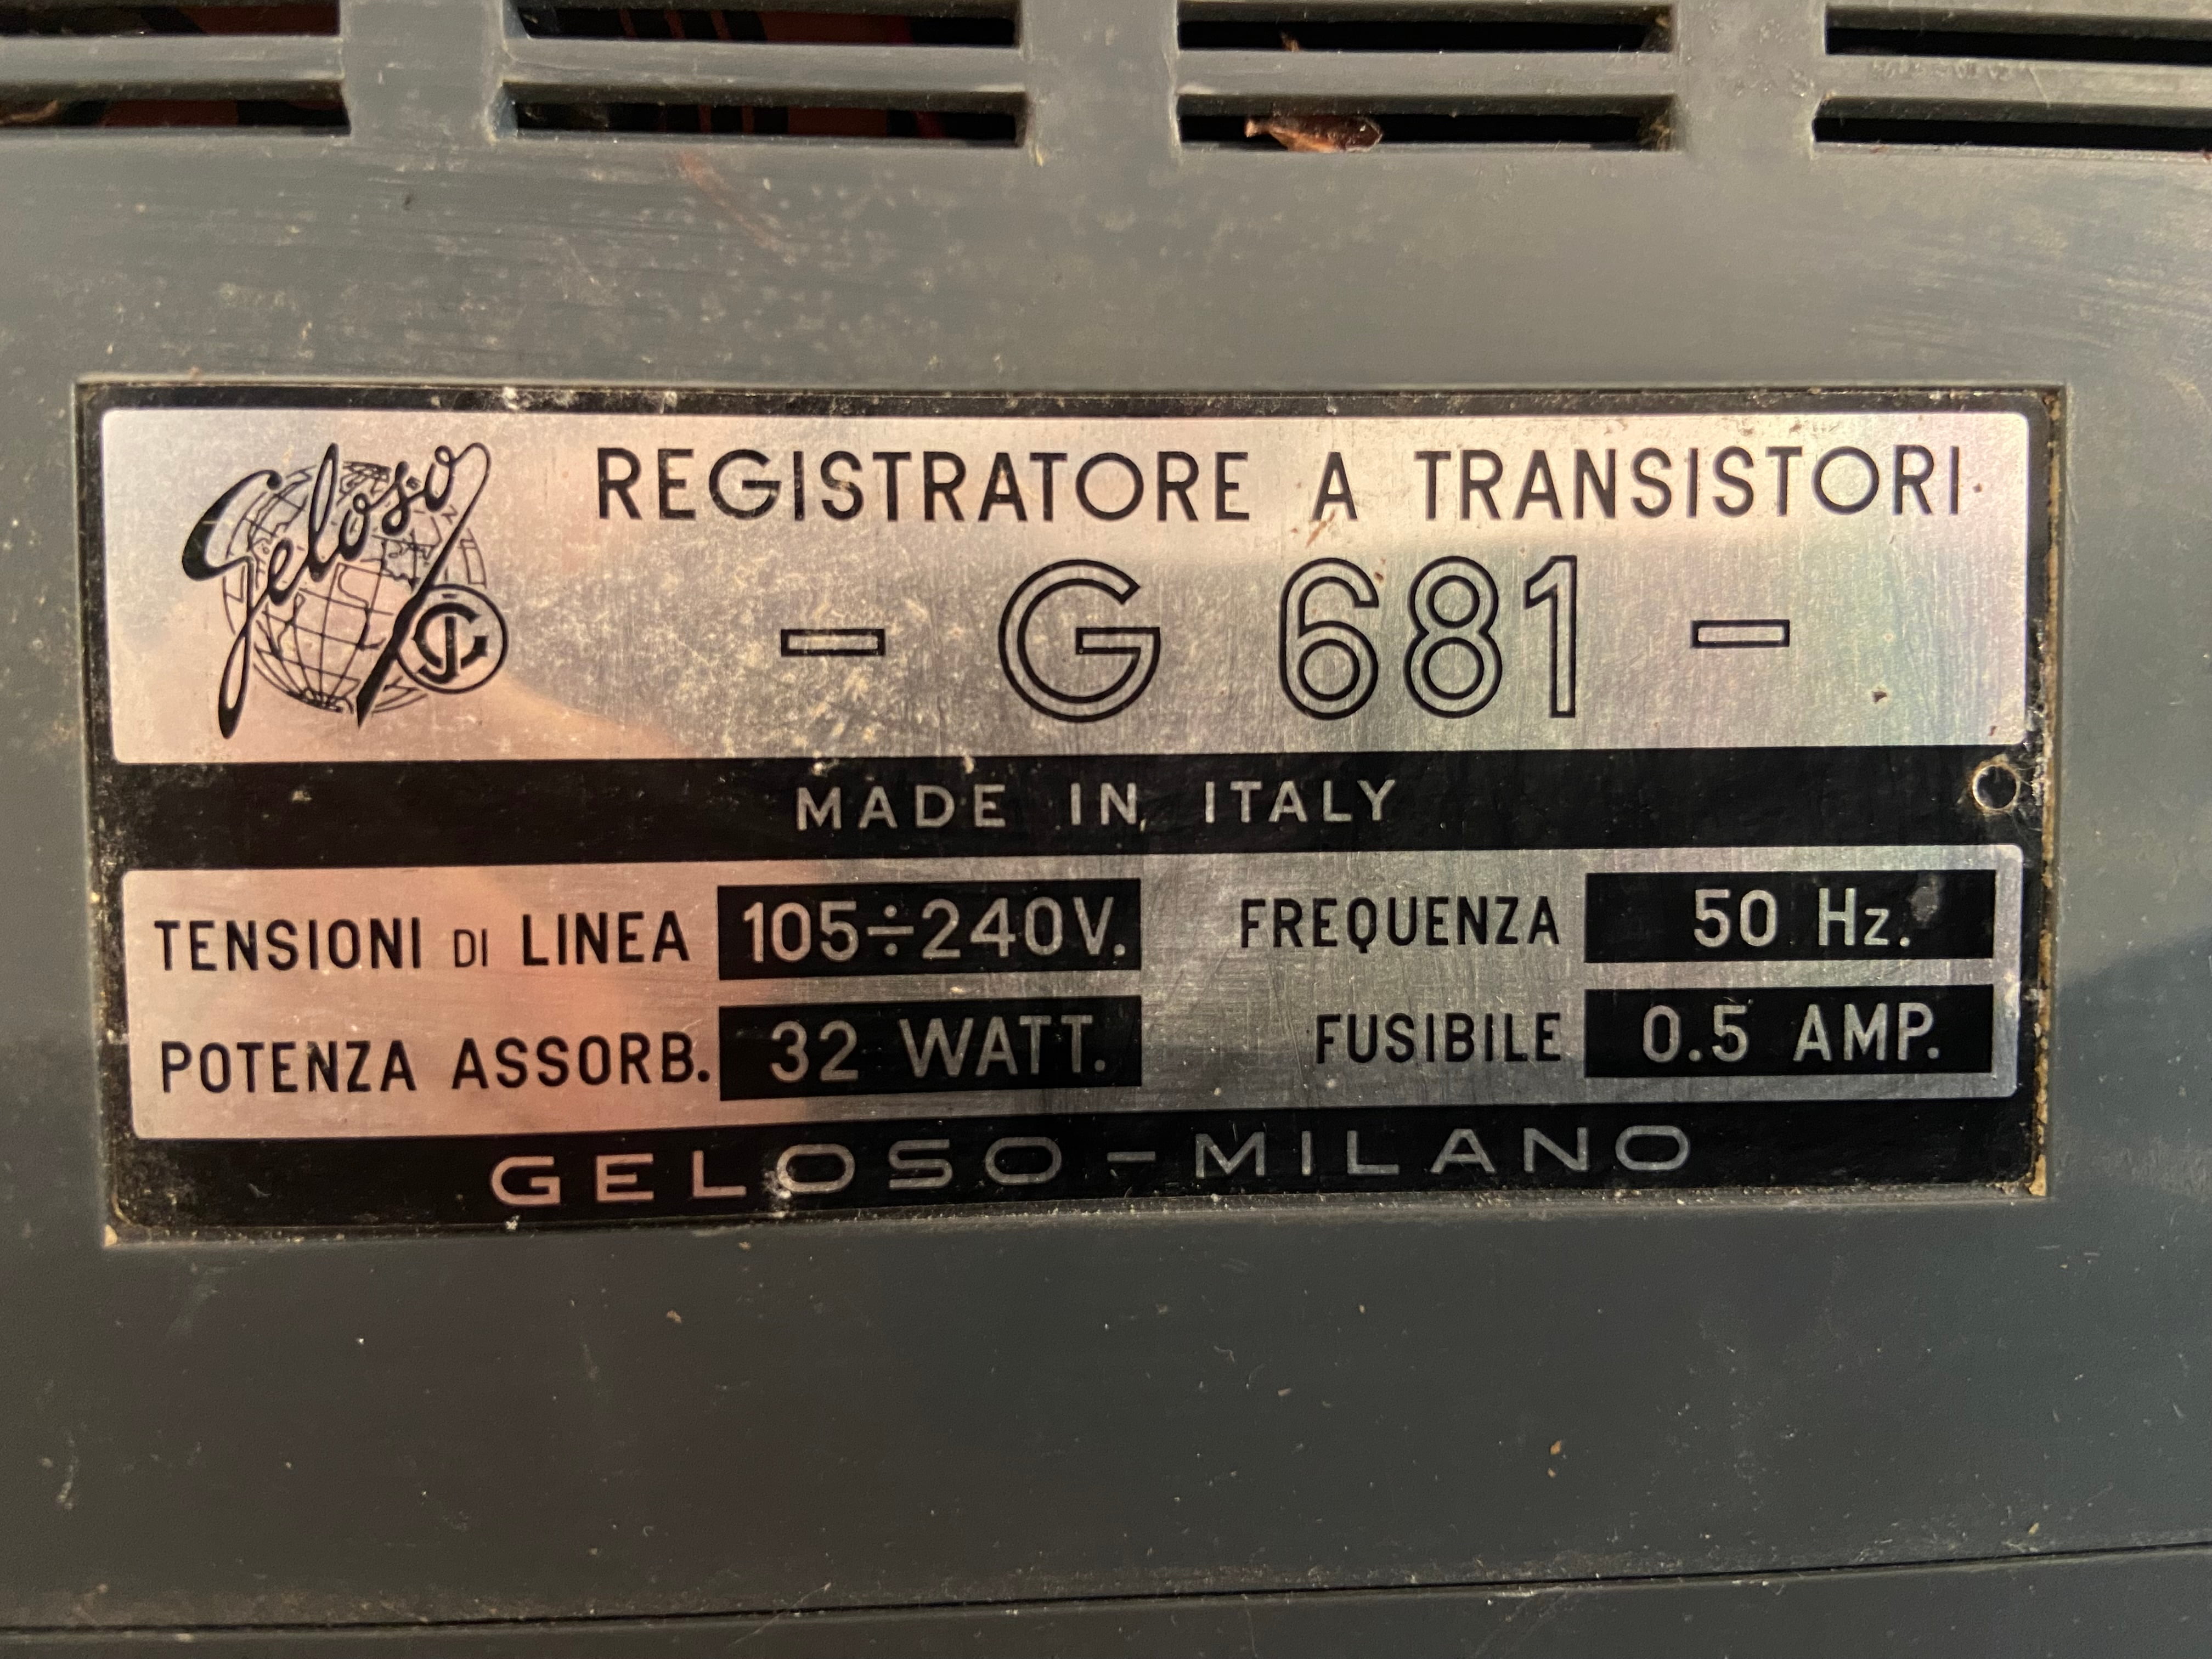 Geloso
REGISTRATORE A TRANSISTORI
- G 681 -
MADE IN ITALY
TENSIONI DI LINEA 105÷240V. FREQUENZA 50 Hz.
POTENZA ASSORB. 32 WATT. FUSIBILE 0.5 AMP.
GELOSO-MILANO